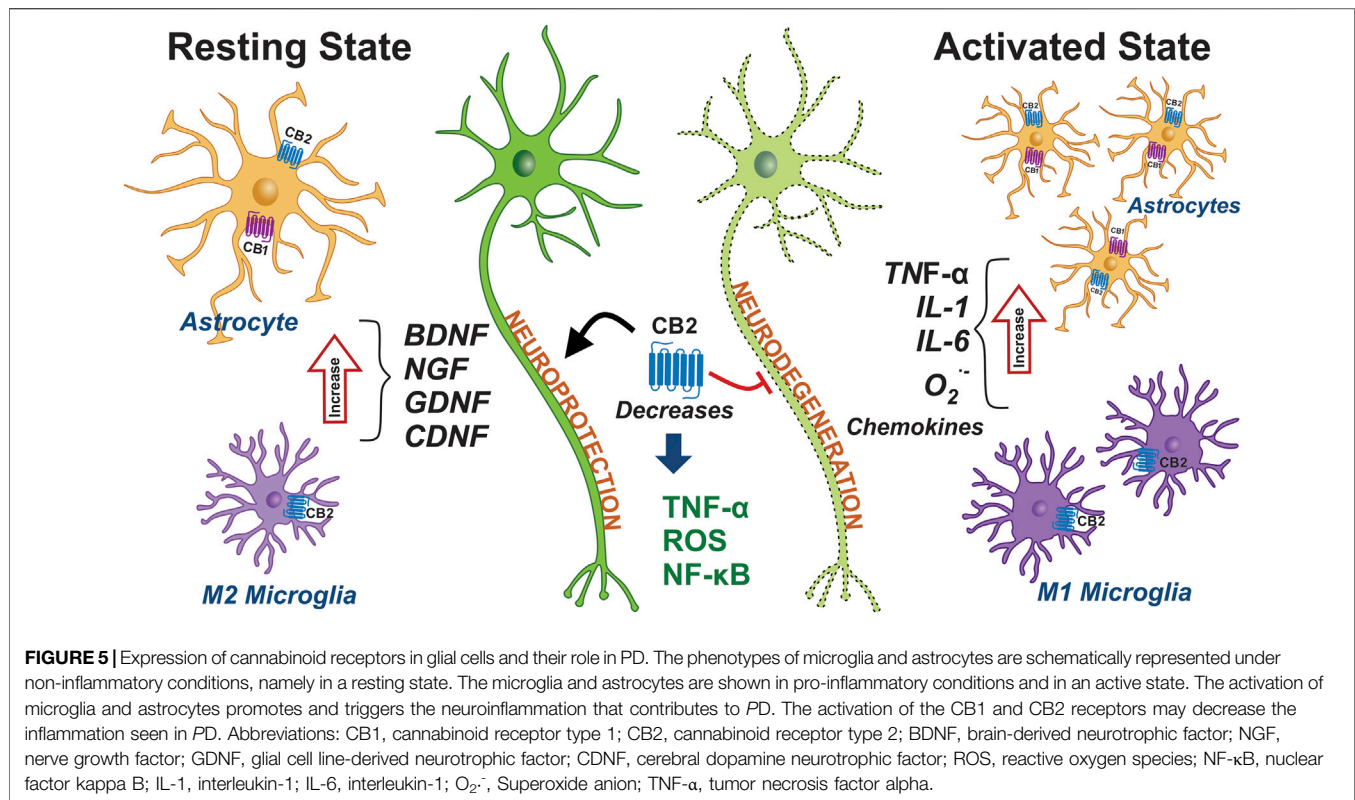 Resting State
Activated State
CB2
CB1
Astrocyte
Increase
BDNF
NGF
GDNF
CDNF
CB2
M2 Microglia
NEUROPROTECTION
CB2
Decreases
TNF-α
ROS
NF-κB
NEURODEGENERATION
TNF-α
IL-1
IL-6
O₂·-
Chemokines
Increase
CB2
CB1
CB2
CB1
Astrocytes
CB1
CB2
CB2
CB2
M1 Microglia
FIGURE 5 | Expression of cannabinoid receptors in glial cells and their role in PD. The phenotypes of microglia and astrocytes are schematically represented under
non-inflammatory conditions, namely in a resting state. The microglia and astrocytes are shown in pro-inflammatory conditions and in an active state. The activation of
microglia and astrocytes promotes and triggers the neuroinflammation that contributes to PD. The activation of the CB1 and CB2 receptors may decrease the
inflammation seen in PD. Abbreviations: CB1, cannabinoid receptor type 1; CB2, cannabinoid receptor type 2; BDNF, brain-derived neurotrophic factor; NGF,
nerve growth factor; GDNF, glial cell line-derived neurotrophic factor; CDNF, cerebral dopamine neurotrophic factor; ROS, reactive oxygen species; NF-κB, nuclear
factor kappa B; IL-1, interleukin-1; IL-6, interleukin-1; O₂·-, Superoxide anion; TNF-α, tumor necrosis factor alpha.